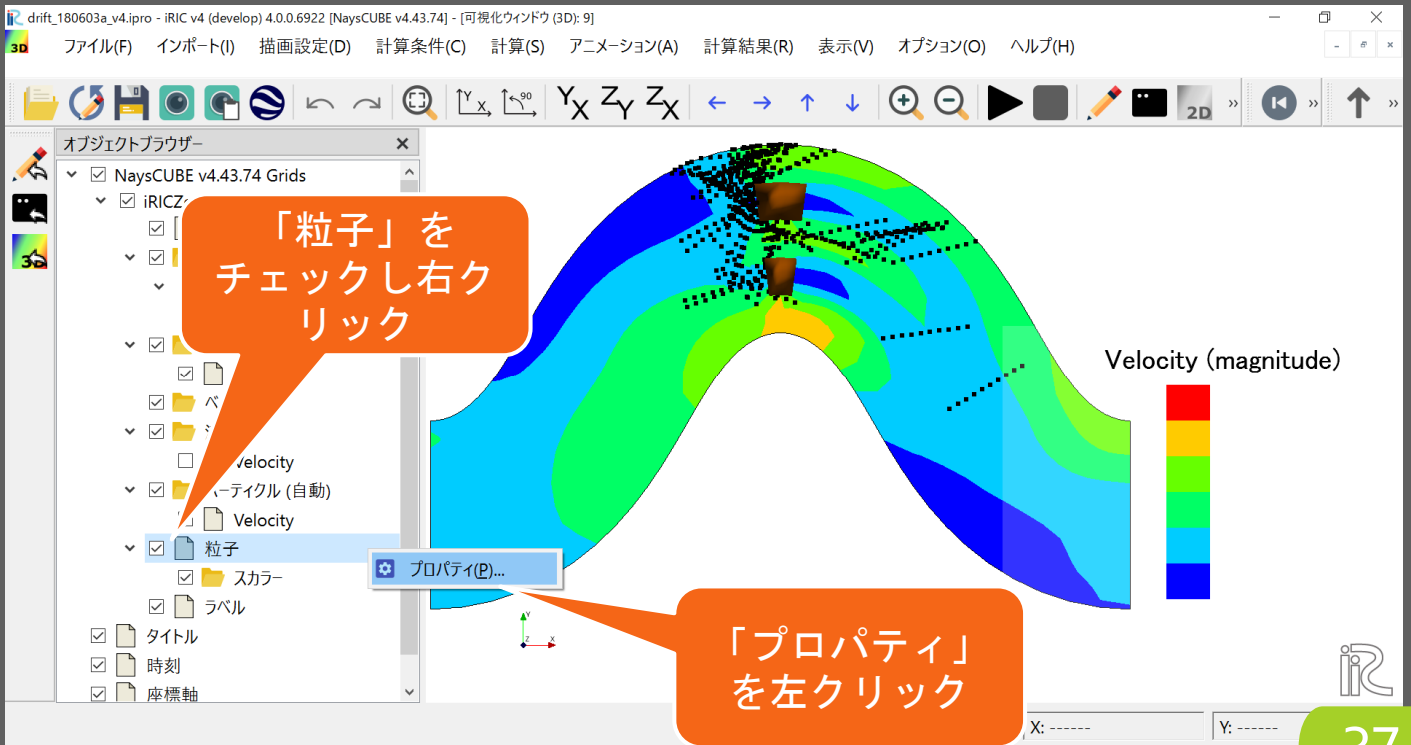 drift_180603a_v4.ipro - iRIC v4 (develop) 4.0.0.6922 [NaysCUBE v4.43.74] - [可視化ウィンドウ (3D): 9]
3D ファイル(F) インポート(I) 描画設定(D) 計算条件(C) 計算(S) アニメーション(A) 計算結果(R) 表示(V) オプション(O) ヘルプ(H)
Y X 90 YX ZY ZX 2D » » »
オブジェクトブラウザー
NaysCUBE v4.43.74 Grids
「粒子」を
チェックし右ク
リック
3D
Velocity (magnitude)
Velocity
ーティクル (自動)
Velocity
粒子
プロパティ(P)...
スカラー
ラベル
タイトル
時刻
座標軸
Y
Z X
「プロパティ」
を左クリック
iRIC
X: ------
Y: ------
27